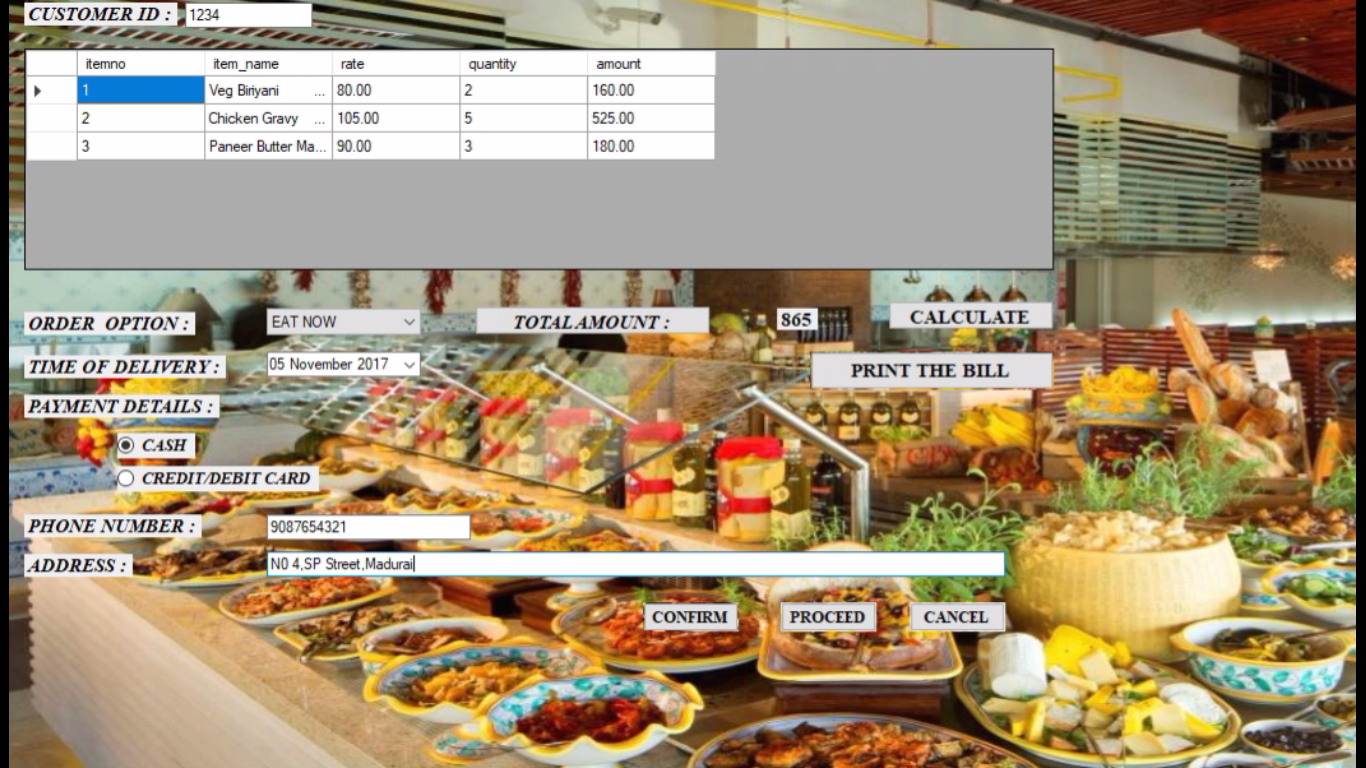 CUSTOMER ID : 1234
itemno item_name rate quantity amount
1 Veg Biriyani ... 80.00 2 160.00
2 Chicken Gravy ... 105.00 5 525.00
3 Paneer Butter Ma... 90.00 3 180.00
ORDER OPTION : EAT NOW TOTAL AMOUNT : 865 CALCULATE
TIME OF DELIVERY : 05 November 2017 PRINT THE BILL
PAYMENT DETAILS :
CASH
CREDIT/DEBIT CARD
PHONE NUMBER : 9087654321
ADDRESS : N0 4,SP Street,Madurai
CONFIRM PROCEED CANCEL